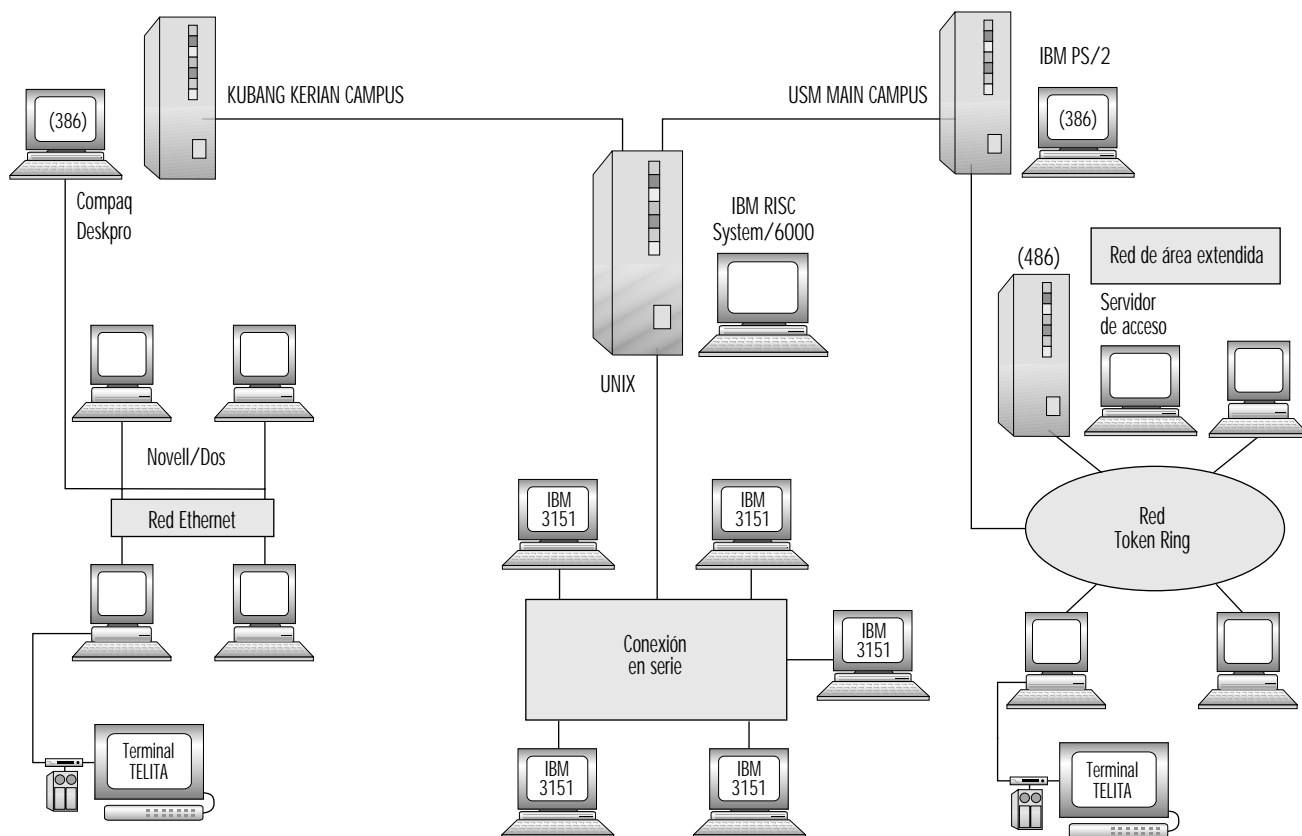 (386)
KUBANG KERIAN CAMPUS
Compaq
Deskpro
USM MAIN CAMPUS
IBM PS/2
(386)
IBM RISC
System/6000
UNIX
(486)
Red de área extendida
Servidor
de acceso
Novell/Dos
Red Ethernet
Red
Token Ring
IBM
3151
IBM
3151
Conexión
en serie
IBM
3151
IBM
3151
IBM
3151
Terminal
TELITA
Terminal
TELITA